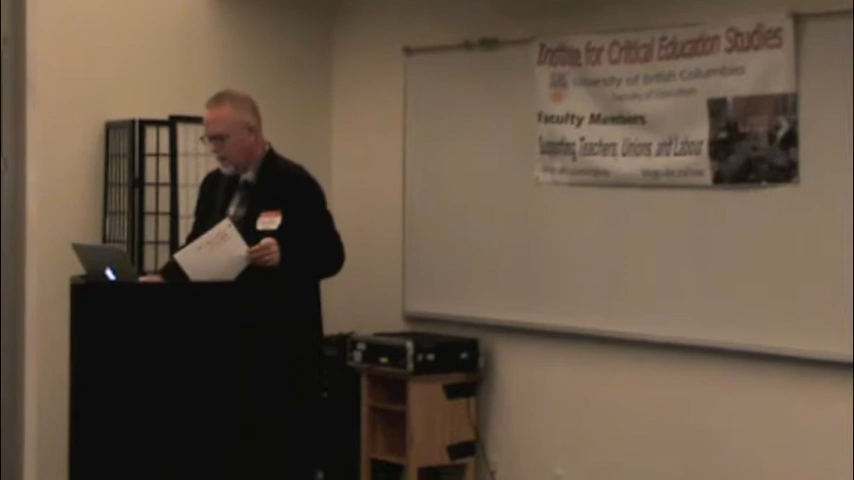 Institute for Critical Education Studies
University of British Columbia
Faculty of Education
Faculty Members
Supporting Teachers, Unions, and Labour